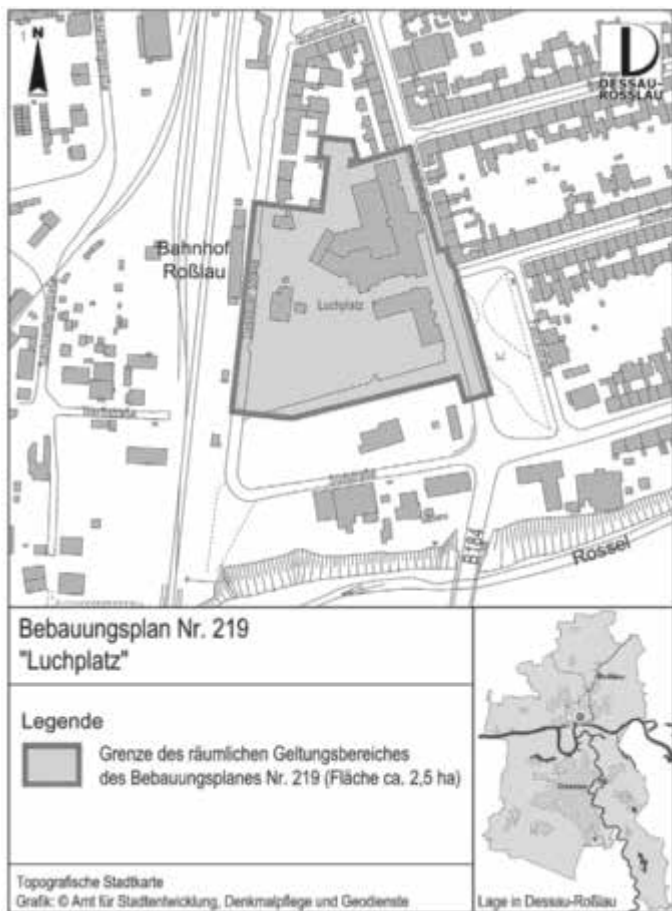 N
DESSAU-
ROSSLAU
Bahnhof
Roßlau
Luchplatz
B184
Rossel
Bebauungsplan Nr. 219
"Luchplatz"
Legende
Grenze des räumlichen Geltungsbereiches
des Bebauungsplanes Nr. 219 (Fläche ca. 2,5 ha)
Topografische Stadtkarte
Grafik: © Amt für Stadtentwicklung, Denkmalpflege und Geodienste
Lage in Dessau-Roßlau